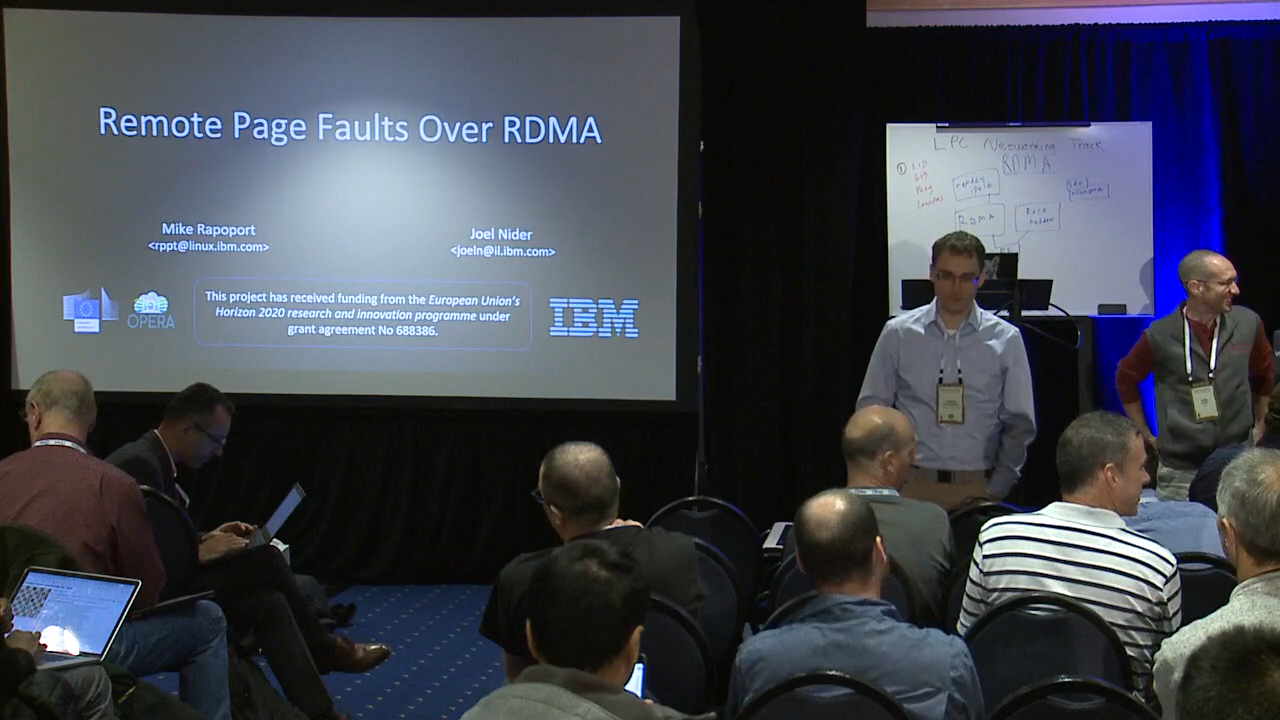 Remote Page Faults Over RDMA
Mike Rapoport
<rppt@linux.ibm.com>
Joel Nider
<joeln@il.ibm.com>
OPERA
This project has received funding from the European Union's
Horizon 2020 research and innovation programme under
grant agreement No 688386.
IBM
LPC Networking Track
RDMA
RDMA